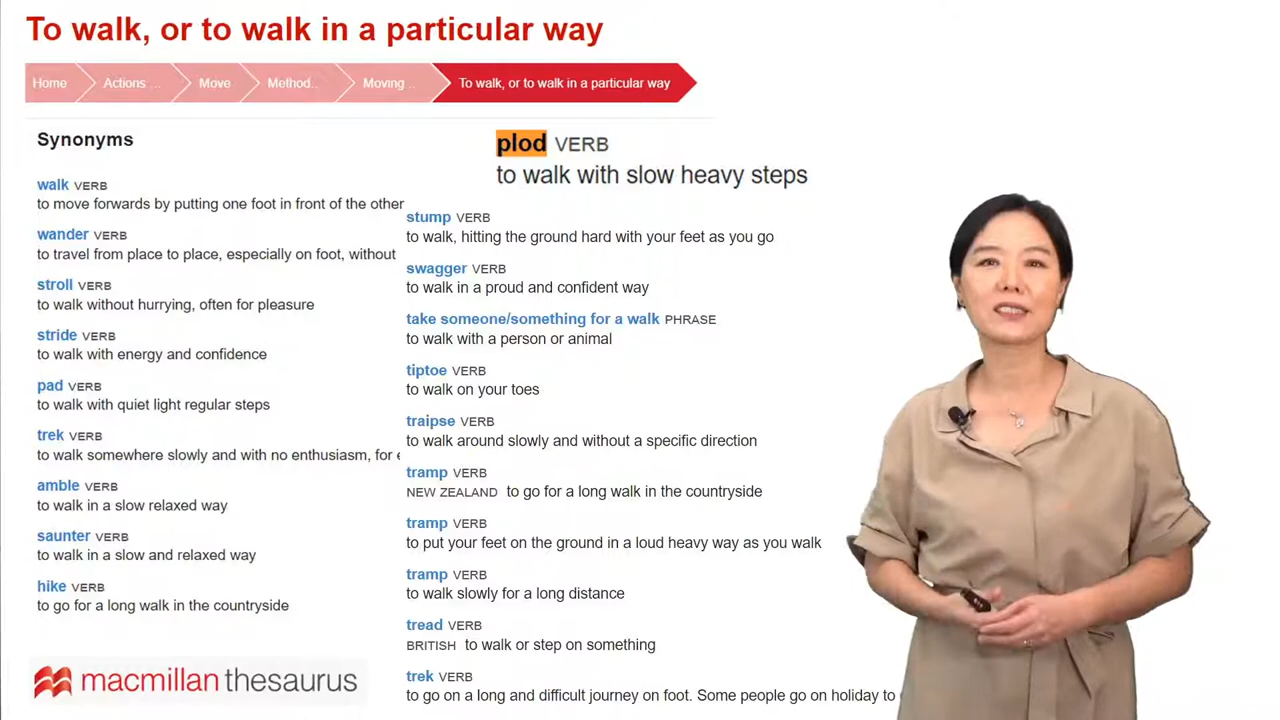 To walk, or to walk in a particular way
Home
Actions ...
Move
Method..
Moving ..
To walk, or to walk in a particular way
Synonyms
walk VERB
to move forwards by putting one foot in front of the other
wander VERB
to travel from place to place, especially on foot, without
stroll VERB
to walk without hurrying, often for pleasure
stride VERB
to walk with energy and confidence
pad VERB
to walk with quiet light regular steps
trek VERB
to walk somewhere slowly and with no enthusiasm, for
amble VERB
to walk in a slow relaxed way
saunter VERB
to walk in a slow and relaxed way
hike VERB
to go for a long walk in the countryside
plod VERB
to walk with slow heavy steps
stump VERB
to walk, hitting the ground hard with your feet as you go
swagger VERB
to walk in a proud and confident way
take someone/something for a walk PHRASE
to walk with a person or animal
tiptoe VERB
to walk on your toes
traipse VERB
to walk around slowly and without a specific direction
tramp VERB
NEW ZEALAND to go for a long walk in the countryside
tramp VERB
to put your feet on the ground in a loud heavy way as you walk
tramp VERB
to walk slowly for a long distance
tread VERB
BRITISH to walk or step on something
trek VERB
to go on a long and difficult journey on foot. Some people go on holiday to
macmillan thesaurus